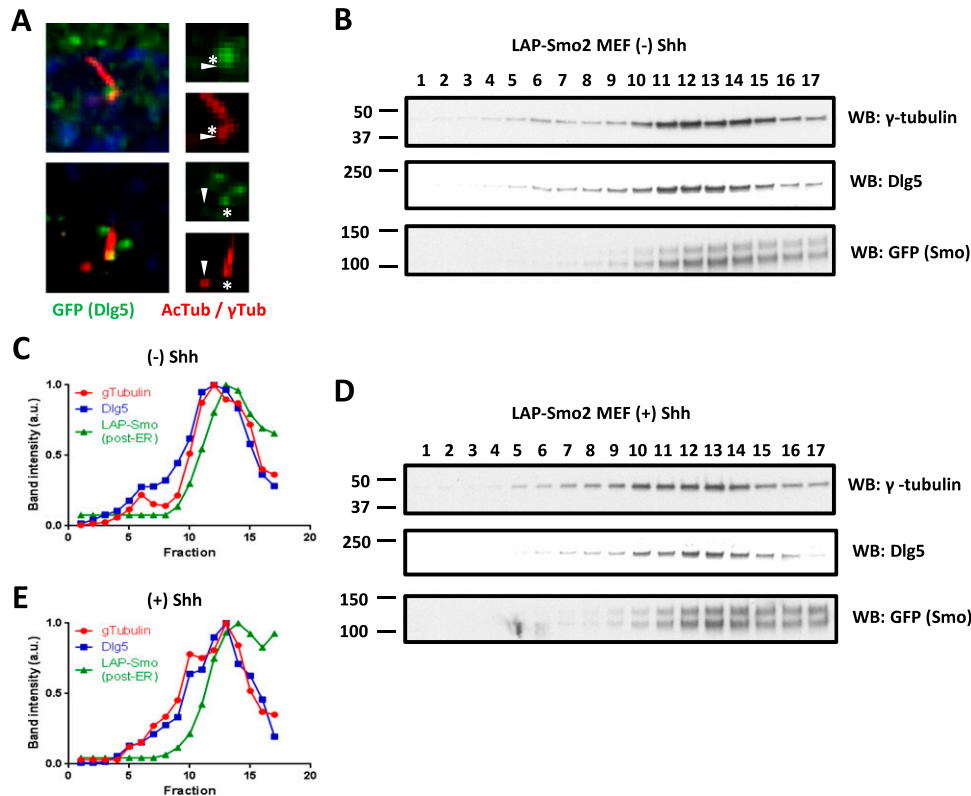 A
* 
*
*
*
GFP (Dlg5) AcTub / γTub
B
LAP-Smo2 MEF (-) Shh
1 2 3 4 5 6 7 8 9 10 11 12 13 14 15 16 17
50
37
WB: γ-tubulin
250
WB: Dlg5
150
100
WB: GFP (Smo)
C
(-) Shh
Band intensity (a.u.)
1.0
0.5
0.0
gTubulin
Dlg5
LAP-Smo
(post-ER)
0 5 10 15 20
Fraction
D
LAP-Smo2 MEF (+) Shh
1 2 3 4 5 6 7 8 9 10 11 12 13 14 15 16 17
50
37
WB: γ -tubulin
250
WB: Dlg5
150
100
WB: GFP (Smo)
E
(+) Shh
Band intensity (a.u.)
1.0
0.5
0.0
gTubulin
Dlg5
LAP-Smo
(post-ER)
0 5 10 15 20
Fraction